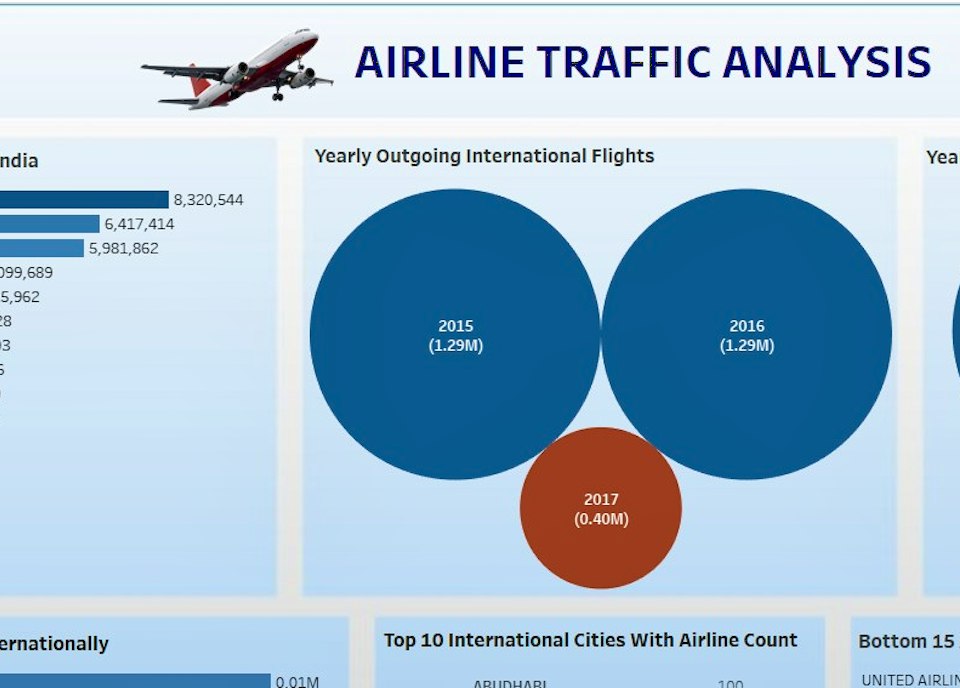 AIRLINE TRAFFIC ANALYSIS
ndia
8,320,544
6,417,414
5,981,862
099,689
5,962
28
03
6
Yearly Outgoing International Flights
2015
(1.29M)
2016
(1.29M)
2017
(0.40M)
Yea
ernationally
0.01M
Top 10 International Cities With Airline Count
ABUDHABI
100
Bottom 15
UNITED AIRLIN